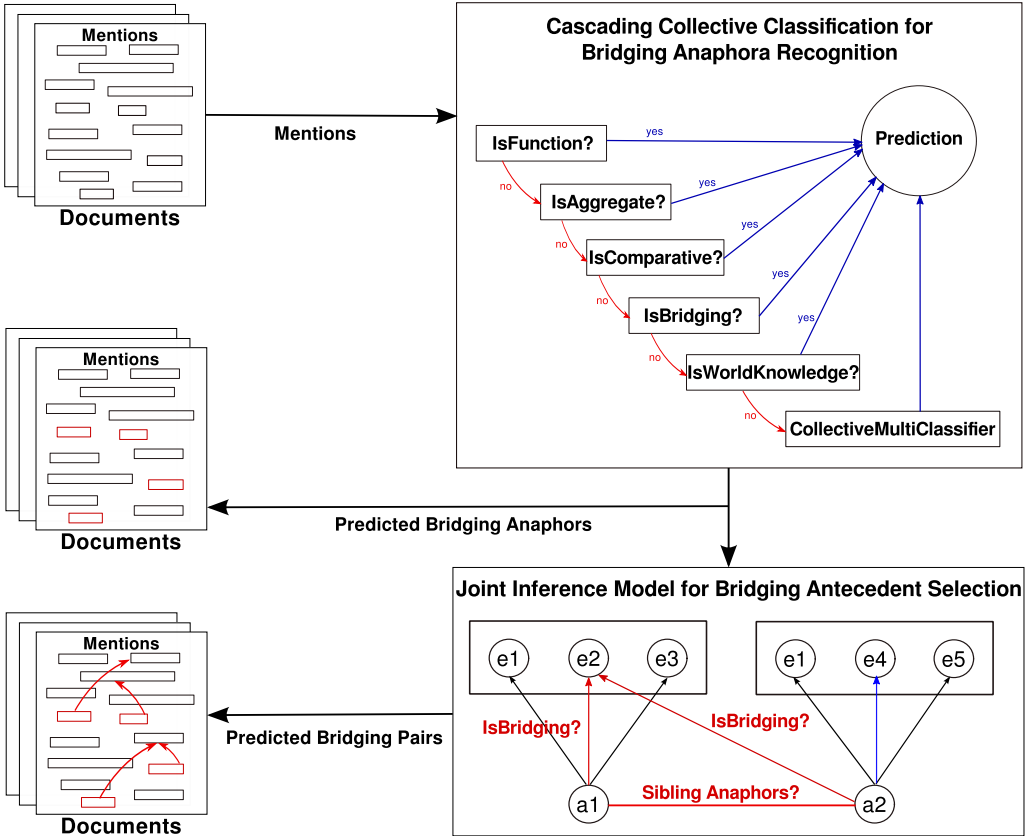 Mentions
Documents
Mentions
Cascading Collective Classification for
Bridging Anaphora Recognition
IsFunction?
yes
Prediction
no
IsAggregate?
yes
no
IsComparative?
yes
no
IsBridging?
yes
no
IsWorldKnowledge?
yes
no
CollectiveMultiClassifier
Mentions
Documents
Predicted Bridging Anaphors
Joint Inference Model for Bridging Antecedent Selection
e1
e2
e3
e1
e4
e5
IsBridging?
IsBridging?
Sibling Anaphors?
a1
a2
Mentions
Predicted Bridging Pairs
Documents